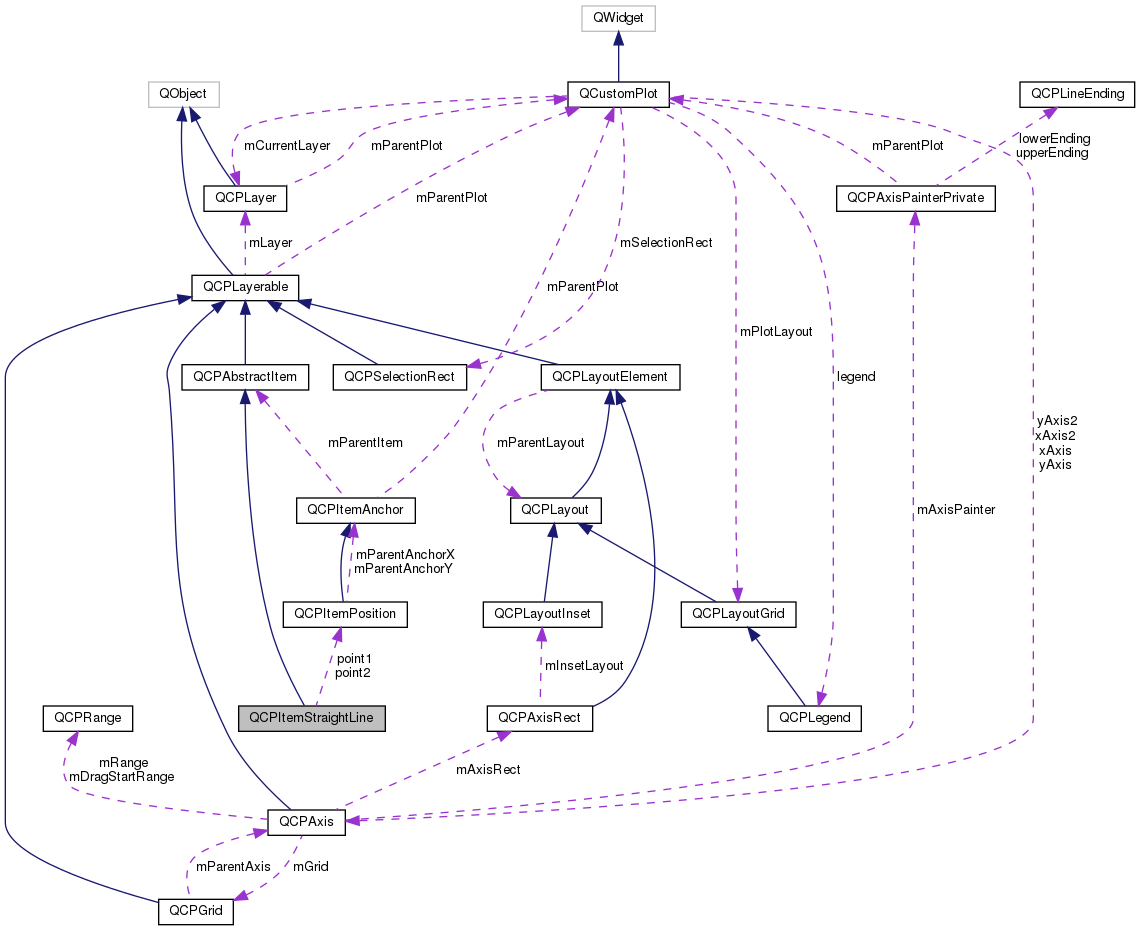 QWidget
QObject
QCustomPlot
QCPLineEnding
mCurrentLayer
mParentPlot
mParentPlot
lowerEnding
upperEnding
QCPLayer
mParentPlot
QCPAxisPainterPrivate
mLayer
mSelectionRect
QCPLayerable
mParentPlot
mPlotLayout
legend
QCPAbstractItem
QCPSelectionRect
QCPLayoutElement
mParentItem
mParentLayout
yAxis2
xAxis2
xAxis
yAxis
QCPItemAnchor
QCPLayout
mAxisPainter
mParentAnchorX
mParentAnchorY
QCPItemPosition
QCPLayoutInset
QCPLayoutGrid
point1
point2
mInsetLayout
QCPRange
QCPItemStraightLine
QCPAxisRect
QCPLegend
mRange
mDragStartRange
mAxisRect
QCPAxis
mParentAxis
mGrid
QCPGrid